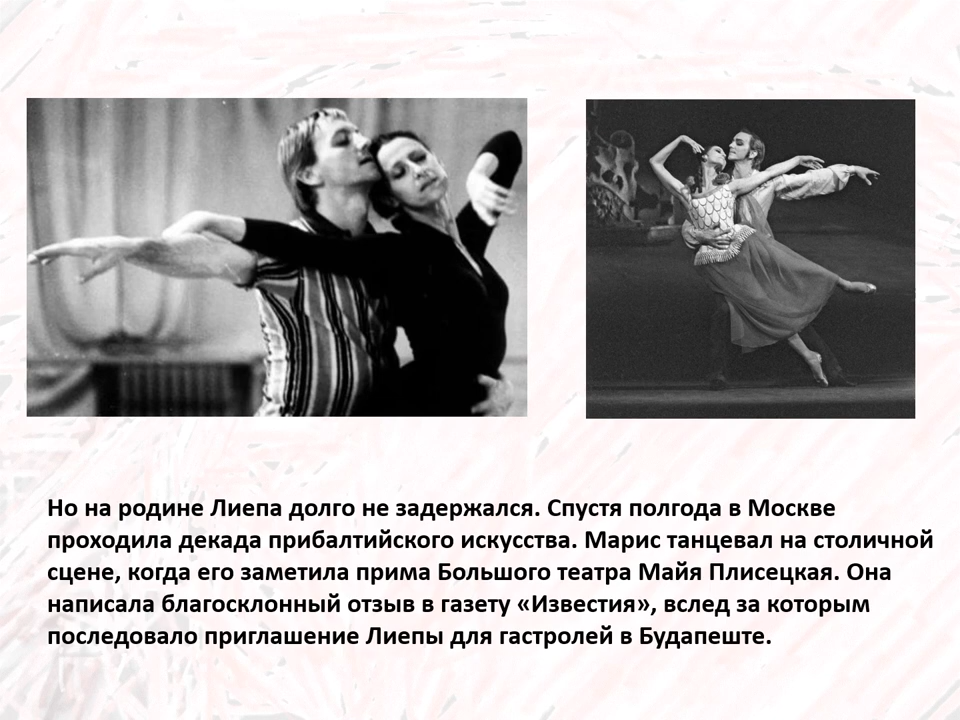 Но на родине Лиепа долго не задержался. Спустя полгода в Москве
проходила декада прибалтийского искусства. Марис танцевал на столичной
сцене, когда его заметила прима Большого театра Майя Плисецкая. Она
написала благосклонный отзыв в газету «Известия», вслед за которым
последовало приглашение Лиепы для гастролей в Будапеште.